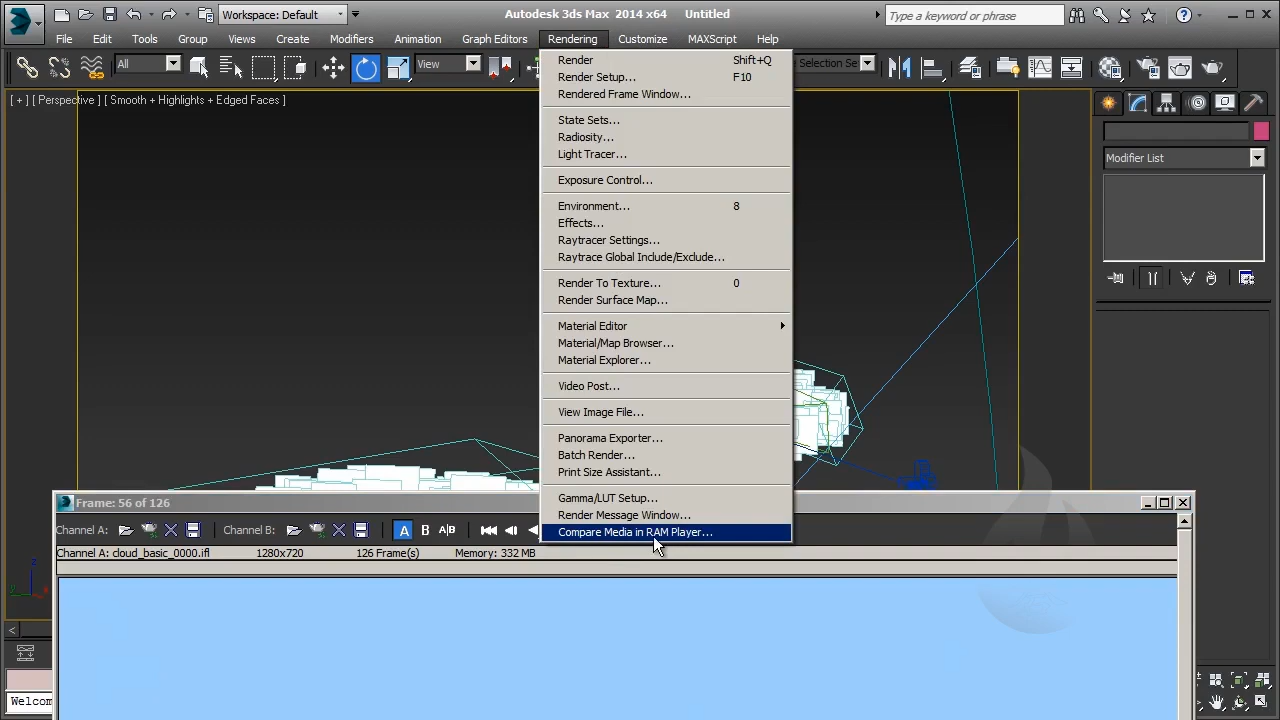 Workspace: Default
Autodesk 3ds Max 2014 x64 Untitled
Type a keyword or phrase
File Edit Tools Group Views Create Modifiers Animation Graph Editors Rendering Customize MAXScript Help
All
View
Selection Se
[ + ] [ Perspective ] [ Smooth + Highlights + Edged Faces ]
Render Shift+Q
Render Setup... F10
Rendered Frame Window...
State Sets...
Radiosity...
Light Tracer...
Exposure Control...
Environment... 8
Effects...
Raytracer Settings...
Raytrace Global Include/Exclude...
Render To Texture... 0
Render Surface Map...
Material Editor
Material/Map Browser...
Material Explorer...
Video Post...
View Image File...
Panorama Exporter...
Batch Render...
Print Size Assistant...
Gamma/LUT Setup...
Render Message Window...
Compare Media in RAM Player...
Modifier List
Frame: 56 of 126
Channel A: Channel B: A B A|B
Channel A: cloud_basic_0000.ifl 1280x720 126 Frame(s) Memory: 332 MB
z
x
y
<
Welcom